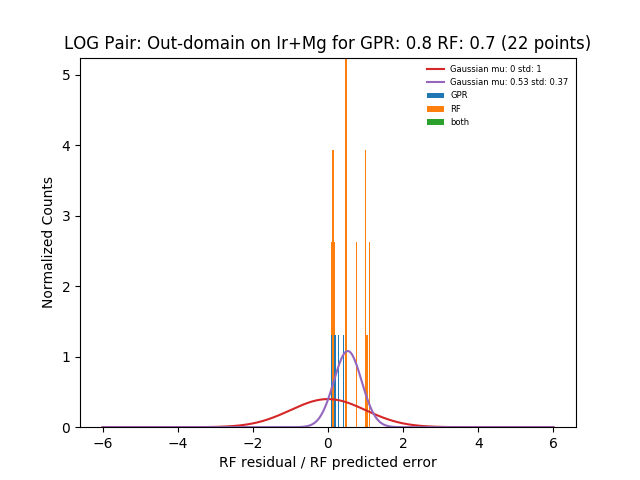 LOG Pair: Out-domain on Ir+Mg for GPR: 0.8 RF: 0.7 (22 points)
Gaussian mu: 0 std: 1
Gaussian mu: 0.53 std: 0.37
GPR
RF
both
5
4
3
2
1
0
Normalized Counts
−6
−4
−2
0
2
4
6
RF residual / RF predicted error